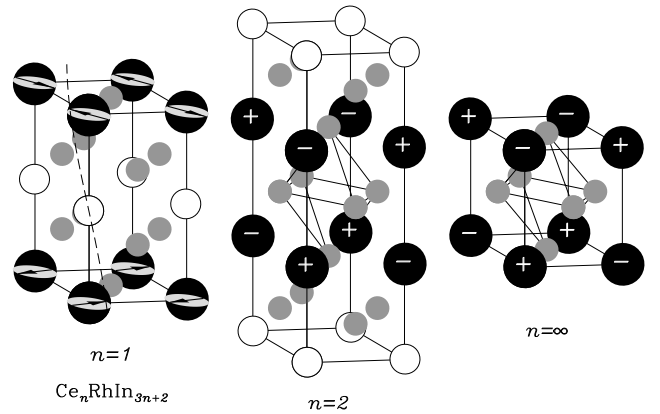 + − − +
− + + −
+ − − +
− + + −
n=1
n=2
n=∞
CeₙRhIn₃ₙ₊₂